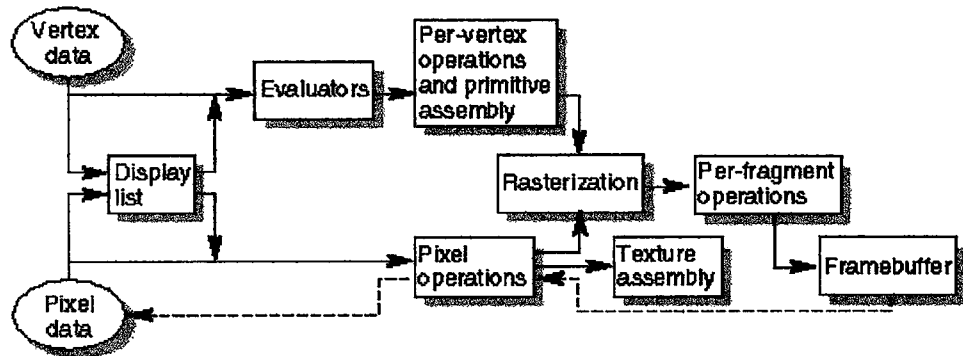 Vertex
data
Evaluators
Per-vertex
operations
and primitive
assembly
Display
list
Rasterization
Per-fragment
operations
Pixel
operations
Texture
assembly
Framebuffer
Pixel
data